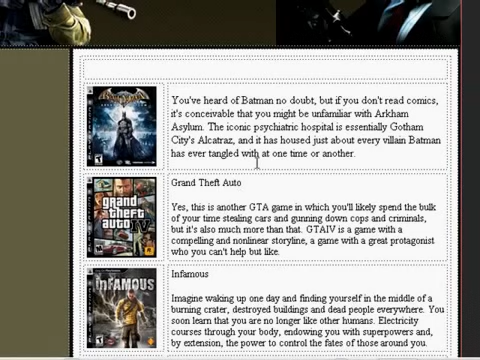 You've heard of Batman no doubt, but if you don't read comics,
it's conceivable that you might be unfamiliar with Arkham
Asylum. The iconic psychiatric hospital is essentially Gotham
City's Alcatraz, and it has housed just about every villain Batman
has ever tangled with at one time or another.
grand
theft
auto
IV
Grand Theft Auto
Yes, this is another GTA game in which you'll likely spend the bulk
of your time stealing cars and gunning down cops and criminals,
but it's also much more than that. GTAIV is a game with a
compelling and nonlinear storyline, a game with a great protagonist
who you can't help but like.
inFAMOUS
Infamous
Imagine waking up one day and finding yourself in the middle of a
burning crater, destroyed buildings and dead people everywhere. You
soon learn that you are no longer like other humans. Electricity
courses through your body, endowing you with superpowers and,
by extension, the power to control the fates of those around you.